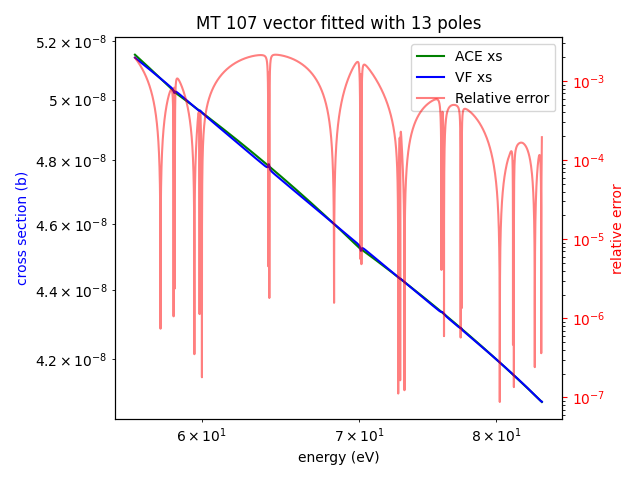 MT 107 vector fitted with 13 poles
ACE xs
VF xs
Relative error
5.2 × 10⁻⁸
5 × 10⁻⁸
4.8 × 10⁻⁸
4.6 × 10⁻⁸
4.4 × 10⁻⁸
4.2 × 10⁻⁸
cross section (b)
10⁻³
10⁻⁴
10⁻⁵
10⁻⁶
10⁻⁷
relative error
6 × 10¹
7 × 10¹
8 × 10¹
energy (eV)